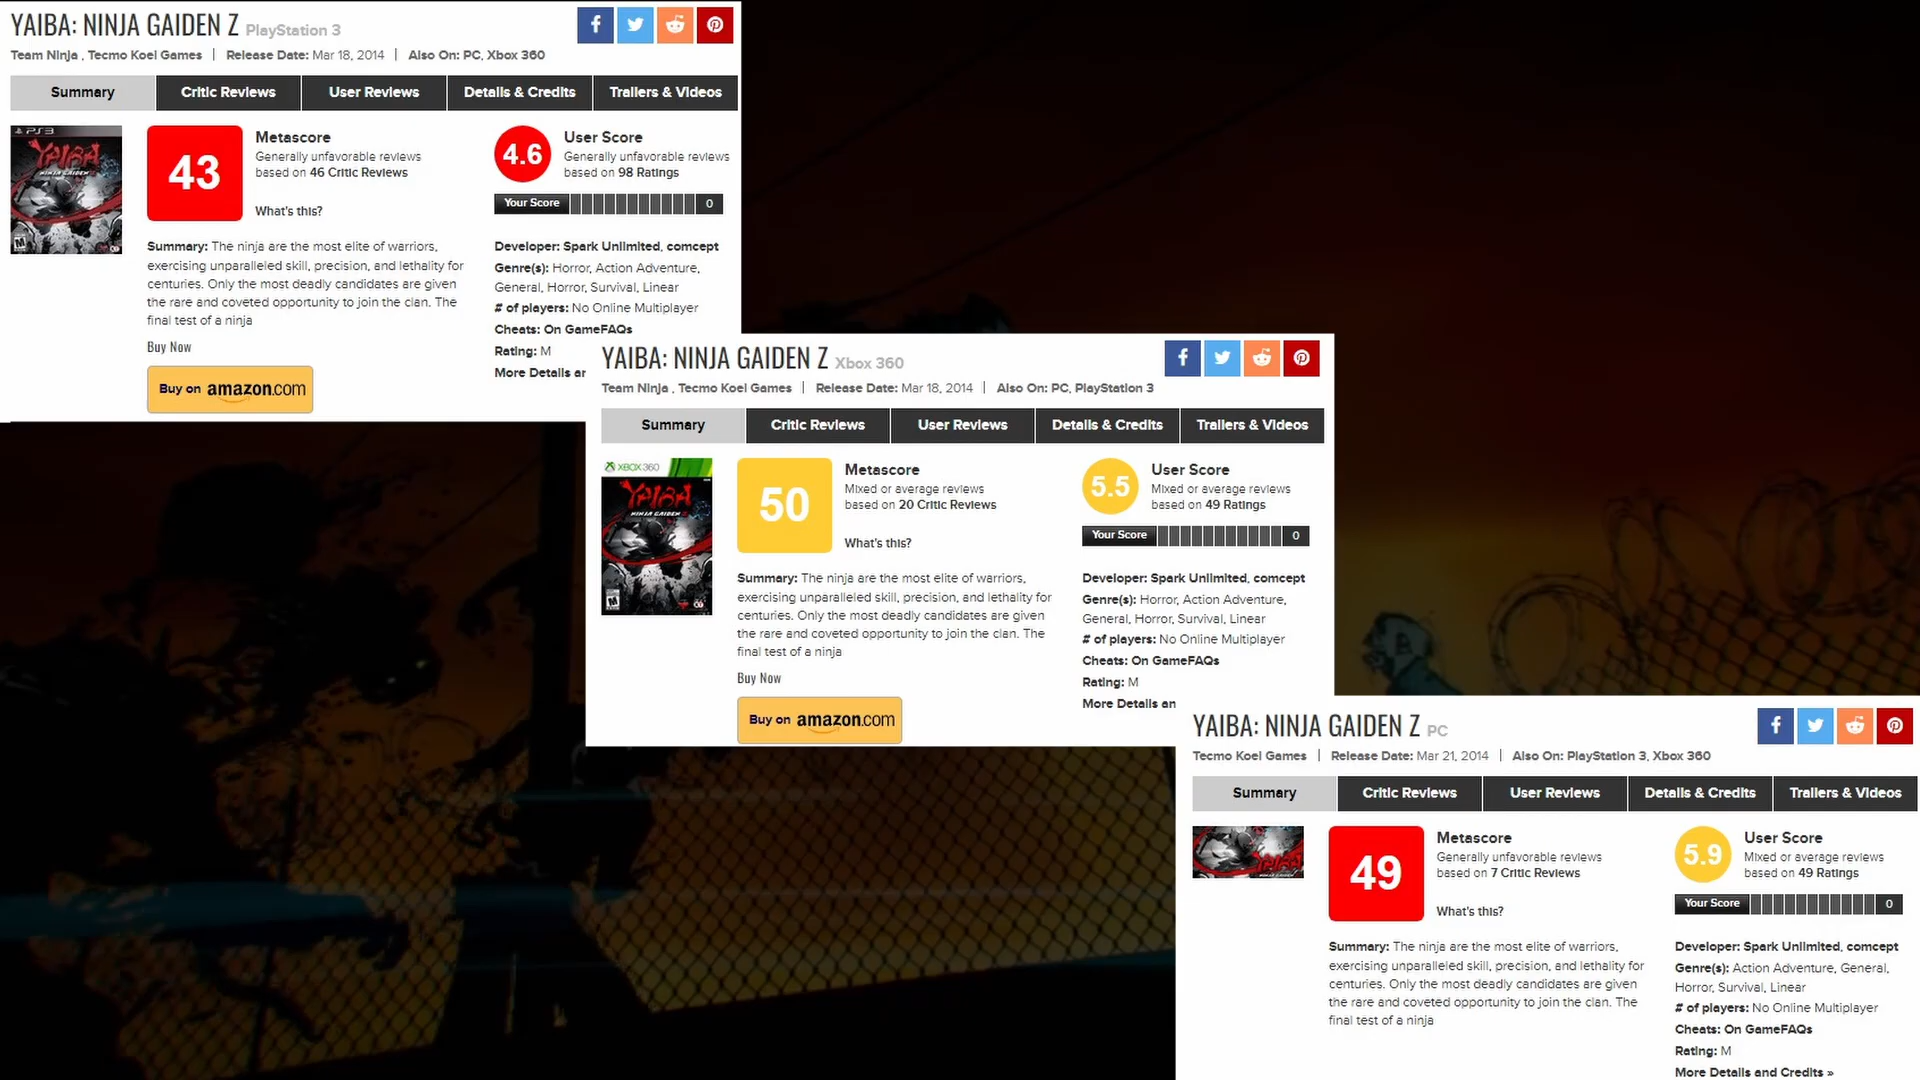 YAIBA: NINJA GAIDEN Z PlayStation 3
Team Ninja , Tecmo Koei Games | Release Date: Mar 18, 2014 | Also On: PC, Xbox 360
Summary Critic Reviews User Reviews Details & Credits Trailers & Videos
PS3
YAIBA
NINJA GAIDEN Z
M
43
Metascore
Generally unfavorable reviews
based on 46 Critic Reviews
What's this?
4.6
User Score
Generally unfavorable reviews
based on 98 Ratings
Your Score 0
Summary: The ninja are the most elite of warriors,
exercising unparalleled skill, precision, and lethality for
centuries. Only the most deadly candidates are given
the rare and coveted opportunity to join the clan. The
final test of a ninja
Buy Now
Buy on amazon.com
Developer: Spark Unlimited, comcept
Genre(s): Horror, Action Adventure,
General, Horror, Survival, Linear
# of players: No Online Multiplayer
Cheats: On GameFAQs
Rating: M
More Details an
YAIBA: NINJA GAIDEN Z Xbox 360
Team Ninja , Tecmo Koei Games | Release Date: Mar 18, 2014 | Also On: PC, PlayStation 3
Summary Critic Reviews User Reviews Details & Credits Trailers & Videos
XBOX 360
YAIBA
NINJA GAIDEN Z
M
50
Metascore
Mixed or average reviews
based on 20 Critic Reviews
What's this?
5.5
User Score
Mixed or average reviews
based on 49 Ratings
Your Score 0
Summary: The ninja are the most elite of warriors,
exercising unparalleled skill, precision, and lethality for
centuries. Only the most deadly candidates are given
the rare and coveted opportunity to join the clan. The
final test of a ninja
Buy Now
Buy on amazon.com
Developer: Spark Unlimited, comcept
Genre(s): Horror, Action Adventure,
General, Horror, Survival, Linear
# of players: No Online Multiplayer
Cheats: On GameFAQs
Rating: M
More Details an
YAIBA: NINJA GAIDEN Z PC
Tecmo Koei Games | Release Date: Mar 21, 2014 | Also On: PlayStation 3, Xbox 360
Summary Critic Reviews User Reviews Details & Credits Trailers & Videos
YAIBA
NINJA GAIDEN Z
49
Metascore
Generally unfavorable reviews
based on 7 Critic Reviews
What's this?
5.9
User Score
Mixed or average reviews
based on 49 Ratings
Your Score 0
Summary: The ninja are the most elite of warriors,
exercising unparalleled skill, precision, and lethality for
centuries. Only the most deadly candidates are given
the rare and coveted opportunity to join the clan. The
final test of a ninja
Developer: Spark Unlimited, comcept
Genre(s): Action Adventure, General,
Horror, Survival, Linear
# of players: No Online Multiplayer
Cheats: On GameFAQs
Rating: M
More Details and Credits »